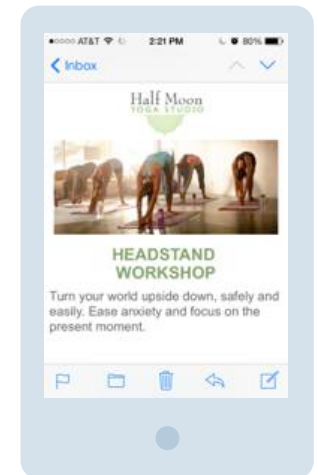 AT&T 2:21 PM 80%
Inbox
Half Moon
YOGA STUDIO
HEADSTAND
WORKSHOP
Turn your world upside down, safely and
easily. Ease anxiety and focus on the
present moment.